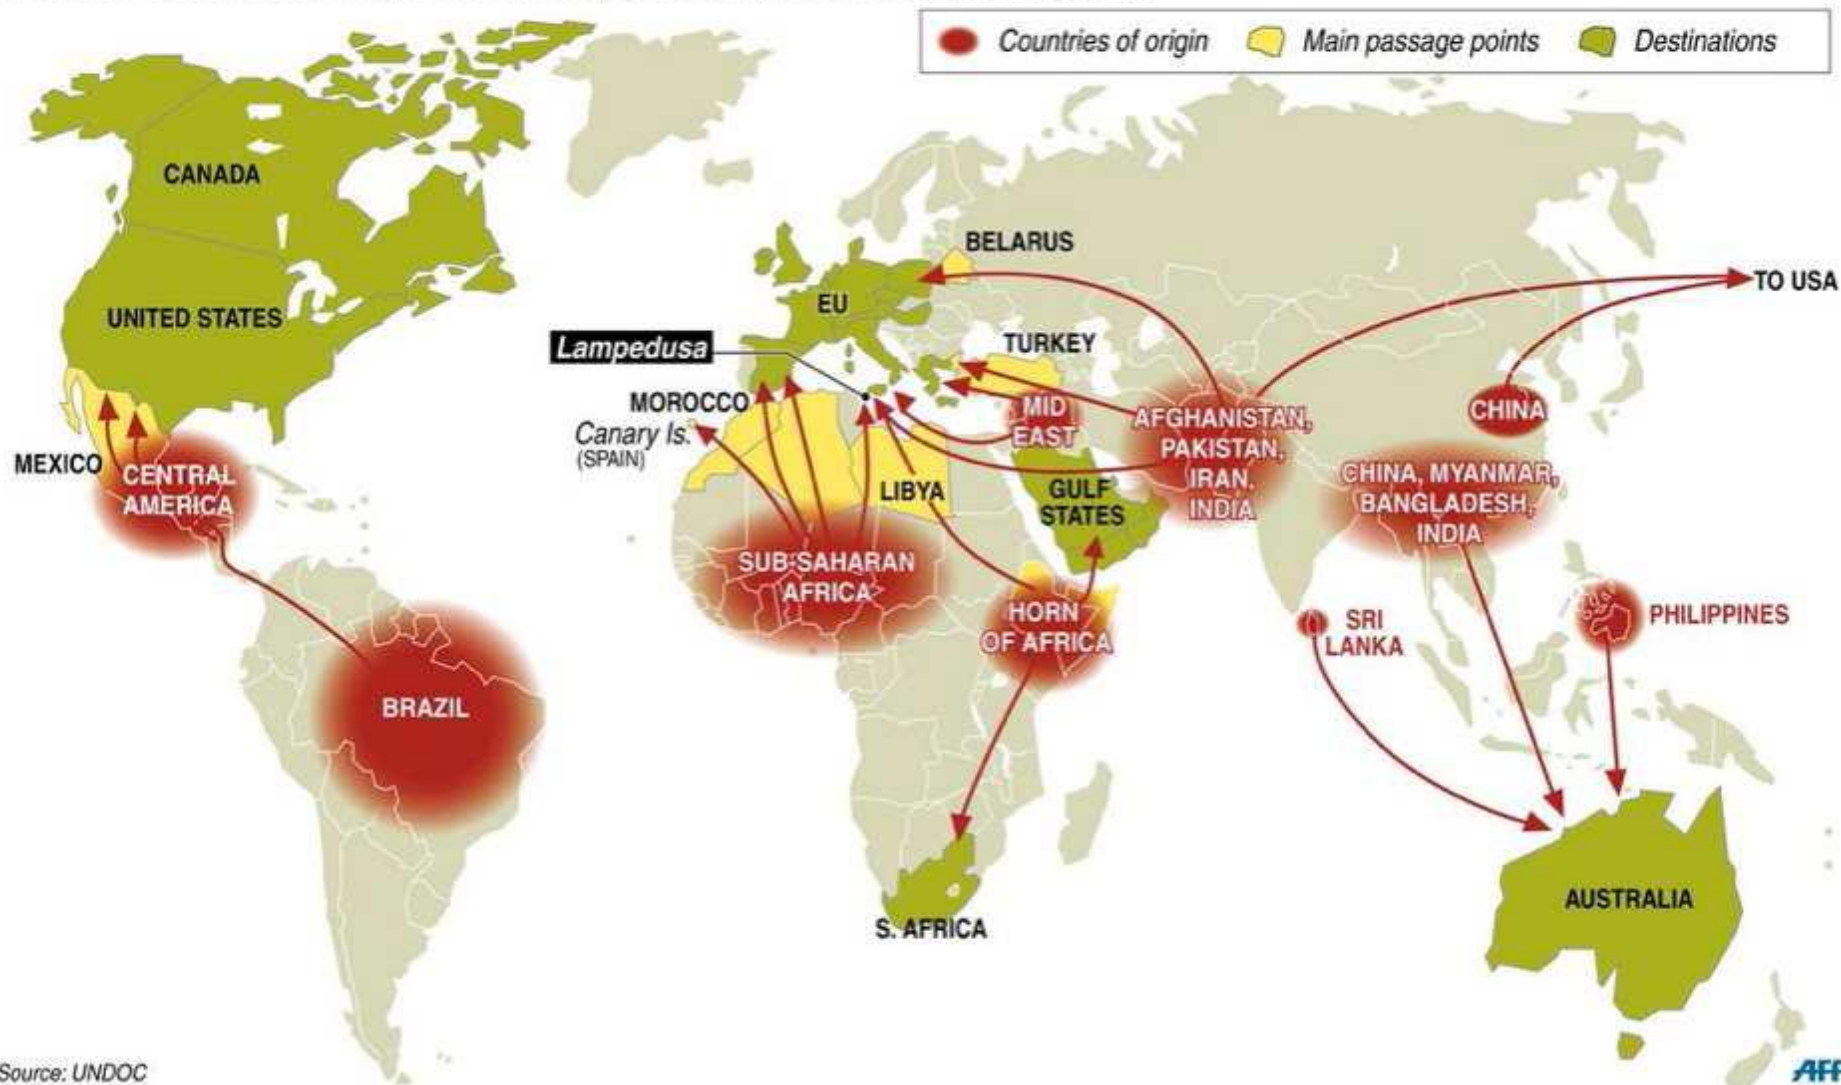 Countries of origin
Main passage points
Destinations
CANADA
UNITED STATES
MEXICO
CENTRAL
AMERICA
BRAZIL
BELARUS
EU
TURKEY
Lampedusa
MOROCCO
Canary Is.
(SPAIN)
LIBYA
MID
EAST
GULF
STATES
AFGHANISTAN,
PAKISTAN,
IRAN,
INDIA
TO USA
CHINA
CHINA, MYANMAR,
BANGLADESH,
INDIA
SUB-SAHARAN
AFRICA
HORN
OF AFRICA
SRI
LANKA
PHILIPPINES
S. AFRICA
AUSTRALIA
Source: UNDOC
AFP